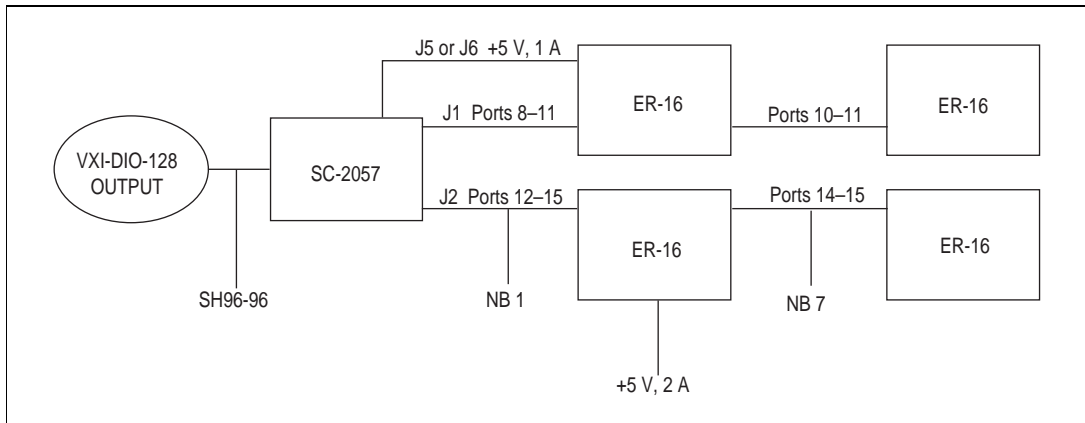 J5 or J6 +5 V, 1 A
ER-16
ER-16
J1 Ports 8–11
Ports 10–11
VXI-DIO-128
OUTPUT
SC-2057
J2 Ports 12–15
Ports 14–15
ER-16
ER-16
SH96-96
NB 1
NB 7
+5 V, 2 A